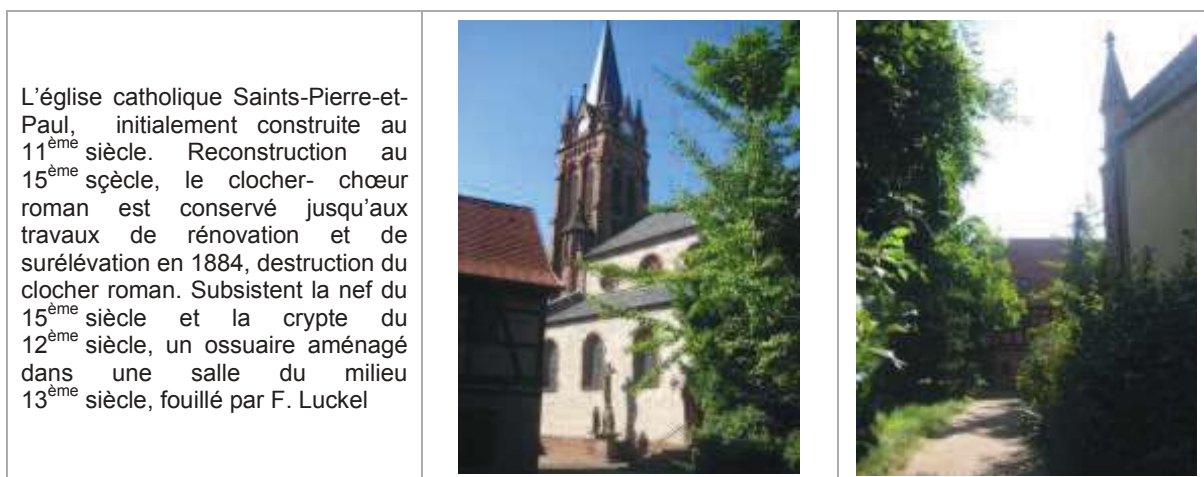 L’église catholique Saints-Pierre-et-
Paul, initialement construite au
11ème siècle. Reconstruction au
15ème sçècle, le clocher- chœur
roman est conservé jusqu’aux
travaux de rénovation et de
surélévation en 1884, destruction du
clocher roman. Subsistent la nef du
15ème siècle et la crypte du
12ème siècle, un ossuaire aménagé
dans une salle du milieu
13ème siècle, fouillé par F. Luckel